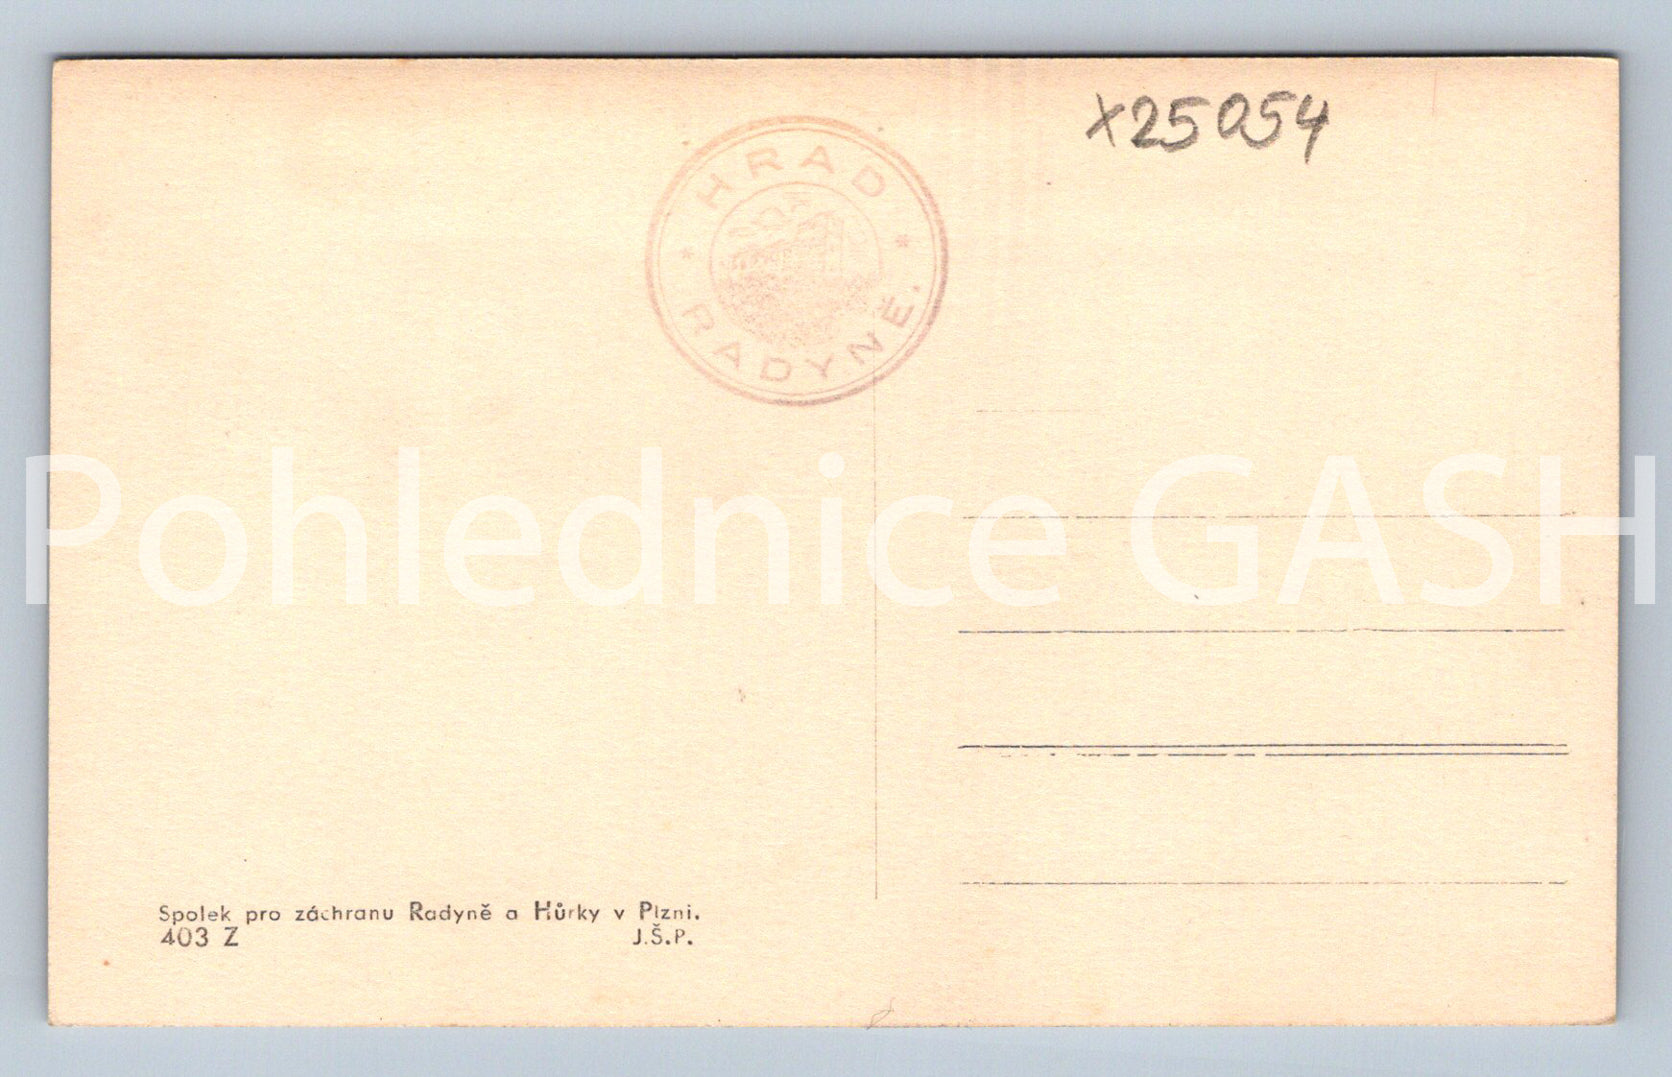 x25054
HRAD
RADYNĚ.
Pohlednice GASH
Spolek pro záchranu Radyně a Hůrky v Plzni.
403 Z J.Š.P.